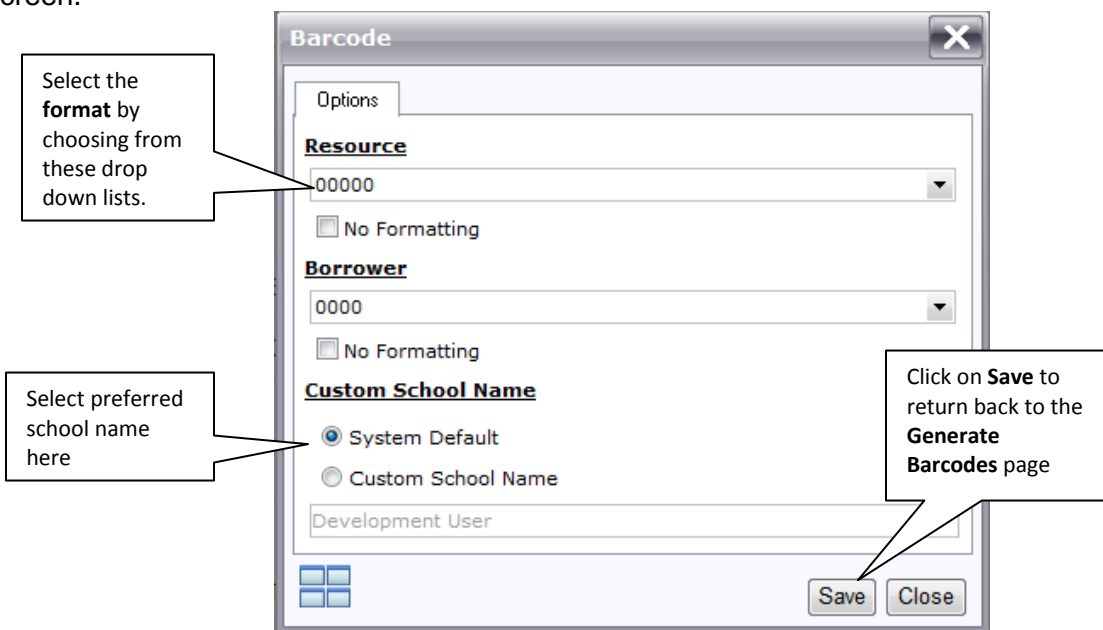 creen.
Barcode
Select the
format by
choosing from
these drop
down lists.
Options
Resource
00000
No Formatting
Borrower
0000
No Formatting
Custom School Name
Select preferred
school name
here
System Default
Custom School Name
Development User
Click on Save to
return back to the
Generate
Barcodes page
Save Close